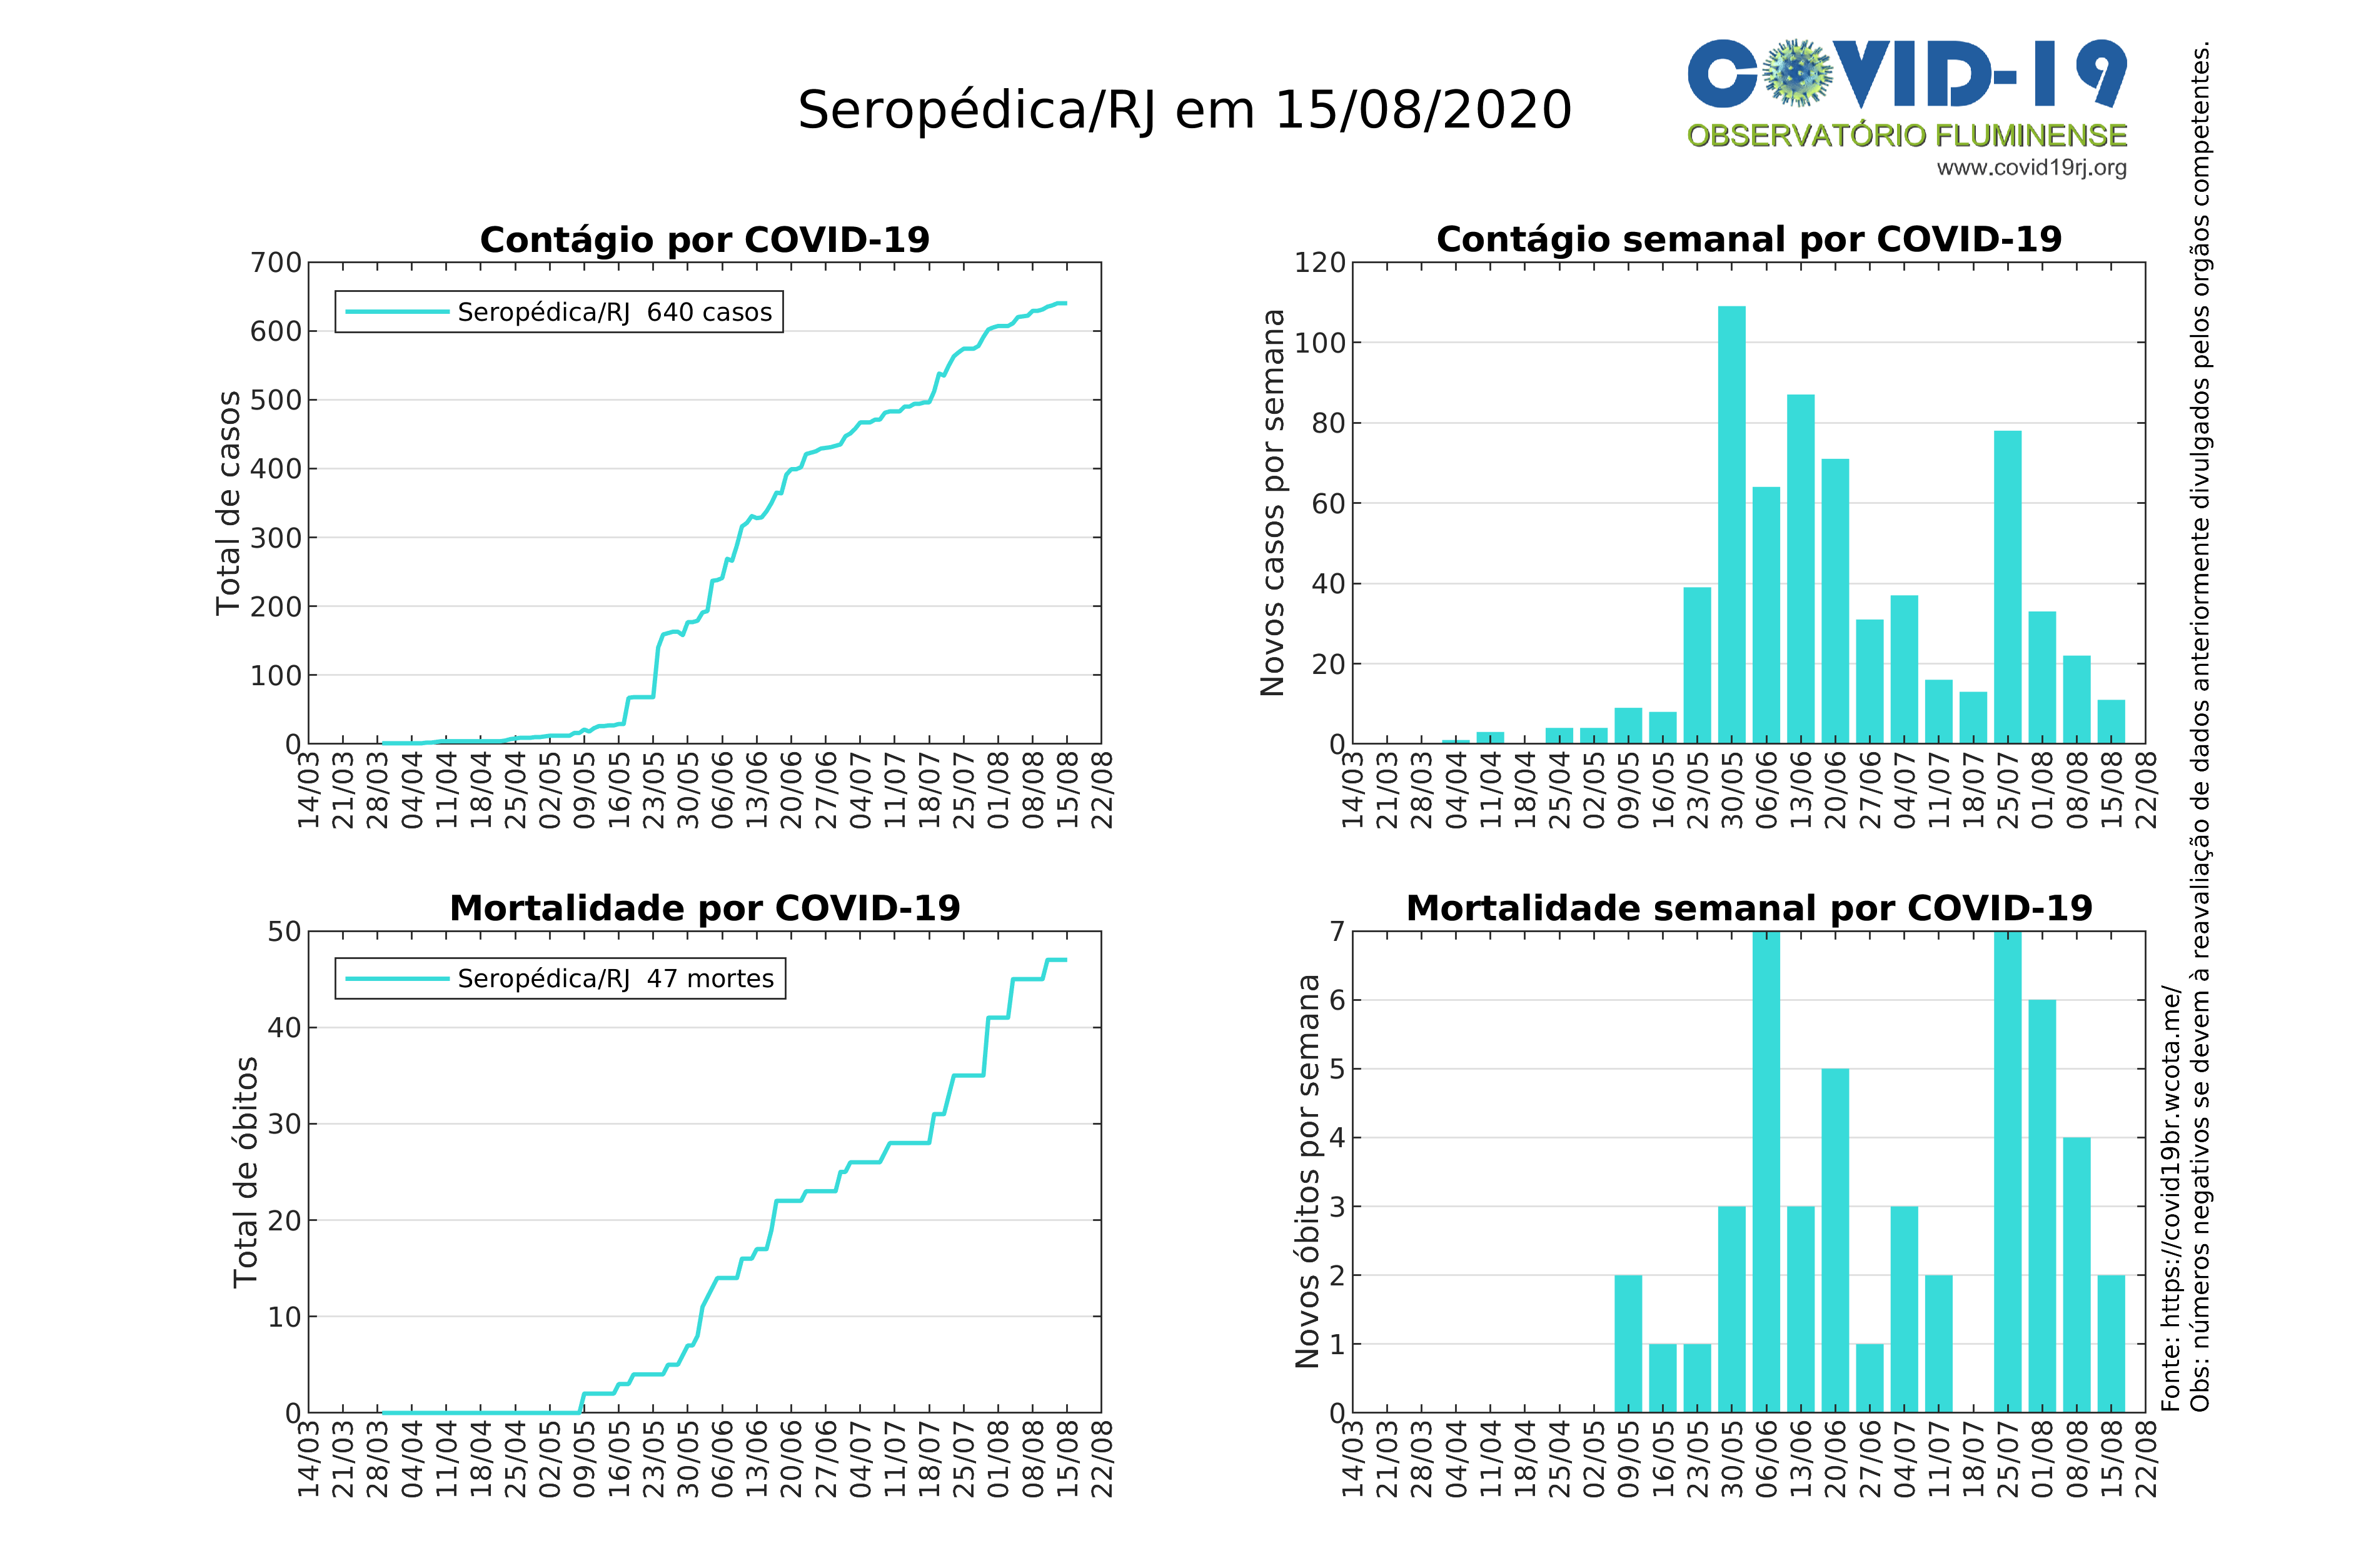 Seropédica/RJ em 15/08/2020
COVID-19
OBSERVATÓRIO FLUMINENSE
www.covid19rj.org
Contágio por COVID-19
Total de casos
700
600
500
400
300
200
100
0
Seropédica/RJ 640 casos
14/03 21/03 28/03 04/04 11/04 18/04 25/04 02/05 09/05 16/05 23/05 30/05 06/06 13/06 20/06 27/06 04/07 11/07 18/07 25/07 01/08 08/08 15/08 22/08
Contágio semanal por COVID-19
Novos casos por semana
120
100
80
60
40
20
0
14/03 21/03 28/03 04/04 11/04 18/04 25/04 02/05 09/05 16/05 23/05 30/05 06/06 13/06 20/06 27/06 04/07 11/07 18/07 25/07 01/08 08/08 15/08 22/08
Mortalidade por COVID-19
Total de óbitos
50
40
30
20
10
0
Seropédica/RJ 47 mortes
14/03 21/03 28/03 04/04 11/04 18/04 25/04 02/05 09/05 16/05 23/05 30/05 06/06 13/06 20/06 27/06 04/07 11/07 18/07 25/07 01/08 08/08 15/08 22/08
Mortalidade semanal por COVID-19
Novos óbitos por semana
7
6
5
4
3
2
1
0
14/03 21/03 28/03 04/04 11/04 18/04 25/04 02/05 09/05 16/05 23/05 30/05 06/06 13/06 20/06 27/06 04/07 11/07 18/07 25/07 01/08 08/08 15/08 22/08
Fonte: https://covid19br.wcota.me/
Obs: números negativos se devem à reavaliação de dados anteriormente divulgados pelos orgãos competentes.